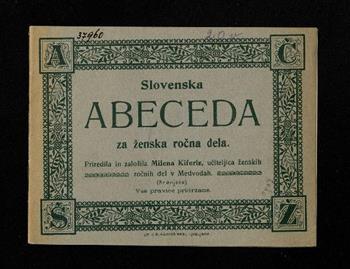 37960
A Č
Slovenska
ABECEDA
za ženska ročna dela.
Priredila in založila Milena Kiferle, učiteljica ženskih
ročnih del v Medvodah.
(Kranjsko)
Vse pravice pridržane.
Š Ž